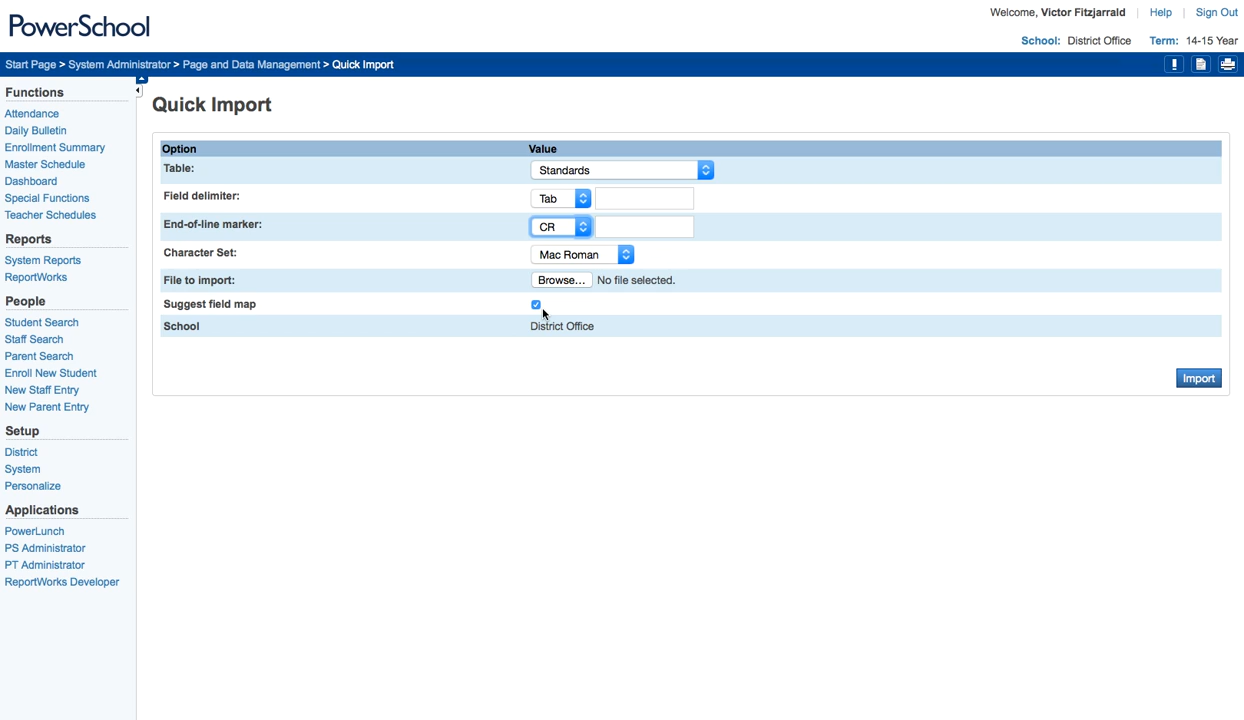 PowerSchool
Welcome, Victor Fitzjarrald Help Sign Out
School: District Office Term: 14-15 Year
Start Page > System Administrator > Page and Data Management > Quick Import
Functions
Attendance
Daily Bulletin
Enrollment Summary
Master Schedule
Dashboard
Special Functions
Teacher Schedules
Reports
System Reports
ReportWorks
People
Student Search
Staff Search
Parent Search
Enroll New Student
New Staff Entry
New Parent Entry
Setup
District
System
Personalize
Applications
PowerLunch
PS Administrator
PT Administrator
ReportWorks Developer
Quick Import
Option Value
Table: Standards
Field delimiter: Tab
End-of-line marker: CR
Character Set: Mac Roman
File to import: Browse... No file selected.
Suggest field map
School District Office
Import